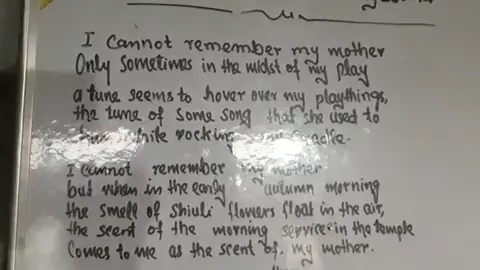 I cannot remember my mother
Only sometimes in the midst of my play
a tune seems to hover over my playthings,
the tune of some song that she used to
while rocking
I cannot remember my mother
but when in the early autumn morning
the smell of shiuli flowers float in the air,
the scent of the morning service in the temple
Comes to me as the scent of my mother.